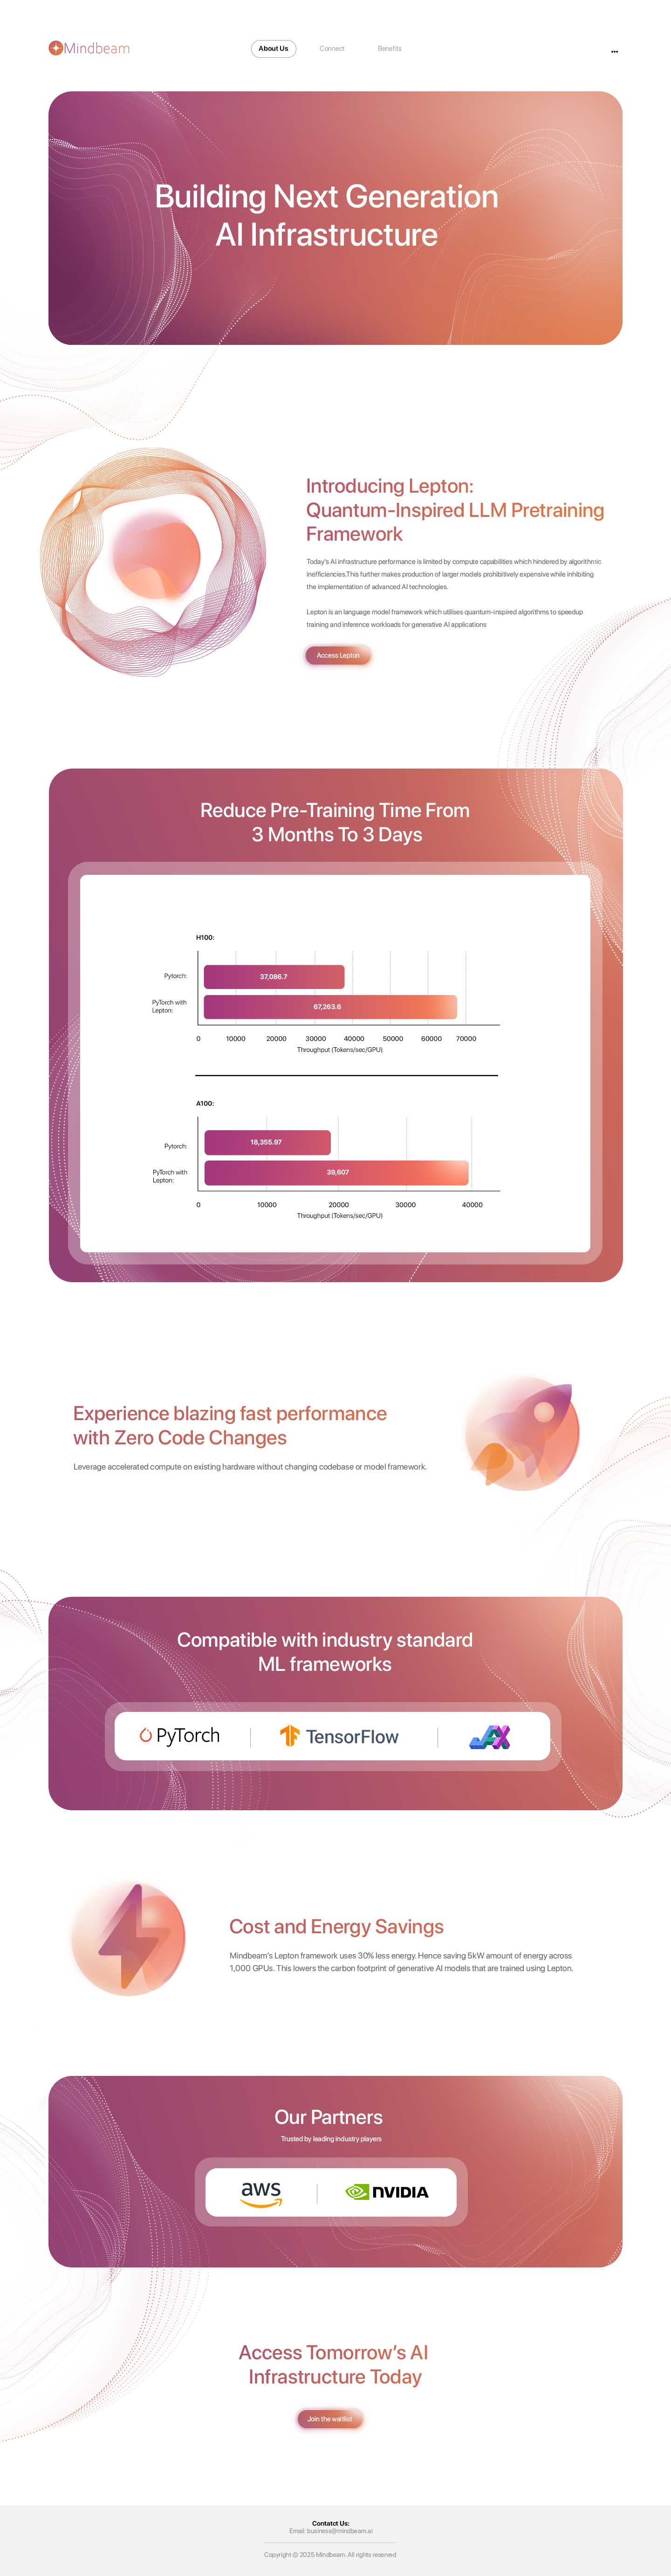 Mindbeam
About Us
Connect
Benefits
Building Next Generation
AI Infrastructure
Introducing Lepton:
Quantum-Inspired LLM Pretraining
Framework
Today's AI infrastructure performance is limited by compute capabilities which hindered by algorithmic
inefficiencies.This further makes production of larger models prohibitively expensive while inhibiting
the implementation of advanced AI technologies.
Lepton is an language model framework which utilises quantum-inspired algorithms to speedup
training and inference workloads for generative AI applications
Access Lepton
Reduce Pre-Training Time From
3 Months To 3 Days
H100:
Pytorch:
37,086.7
PyTorch with
Lepton:
67,263.6
0 10000 20000 30000 40000 50000 60000 70000
Throughput (Tokens/sec/GPU)
A100:
Pytorch:
18,355.97
PyTorch with
Lepton:
39,607
0 10000 20000 30000 40000
Throughput (Tokens/sec/GPU)
Experience blazing fast performance
with Zero Code Changes
Leverage accelerated compute on existing hardware without changing codebase or model framework.
Compatible with industry standard
ML frameworks
PyTorch
TensorFlow
JAX
Cost and Energy Savings
Mindbeam's Lepton framework uses 30% less energy. Hence saving 5kW amount of energy across
1,000 GPUs. This lowers the carbon footprint of generative AI models that are trained using Lepton.
Our Partners
Trusted by leading industry players
aws
NVIDIA
Access Tomorrow's AI
Infrastructure Today
Join the waitlist
Contatct Us:
Email: business@mindbeam.ai
Copyright © 2025 Mindbeam. All rights reserved